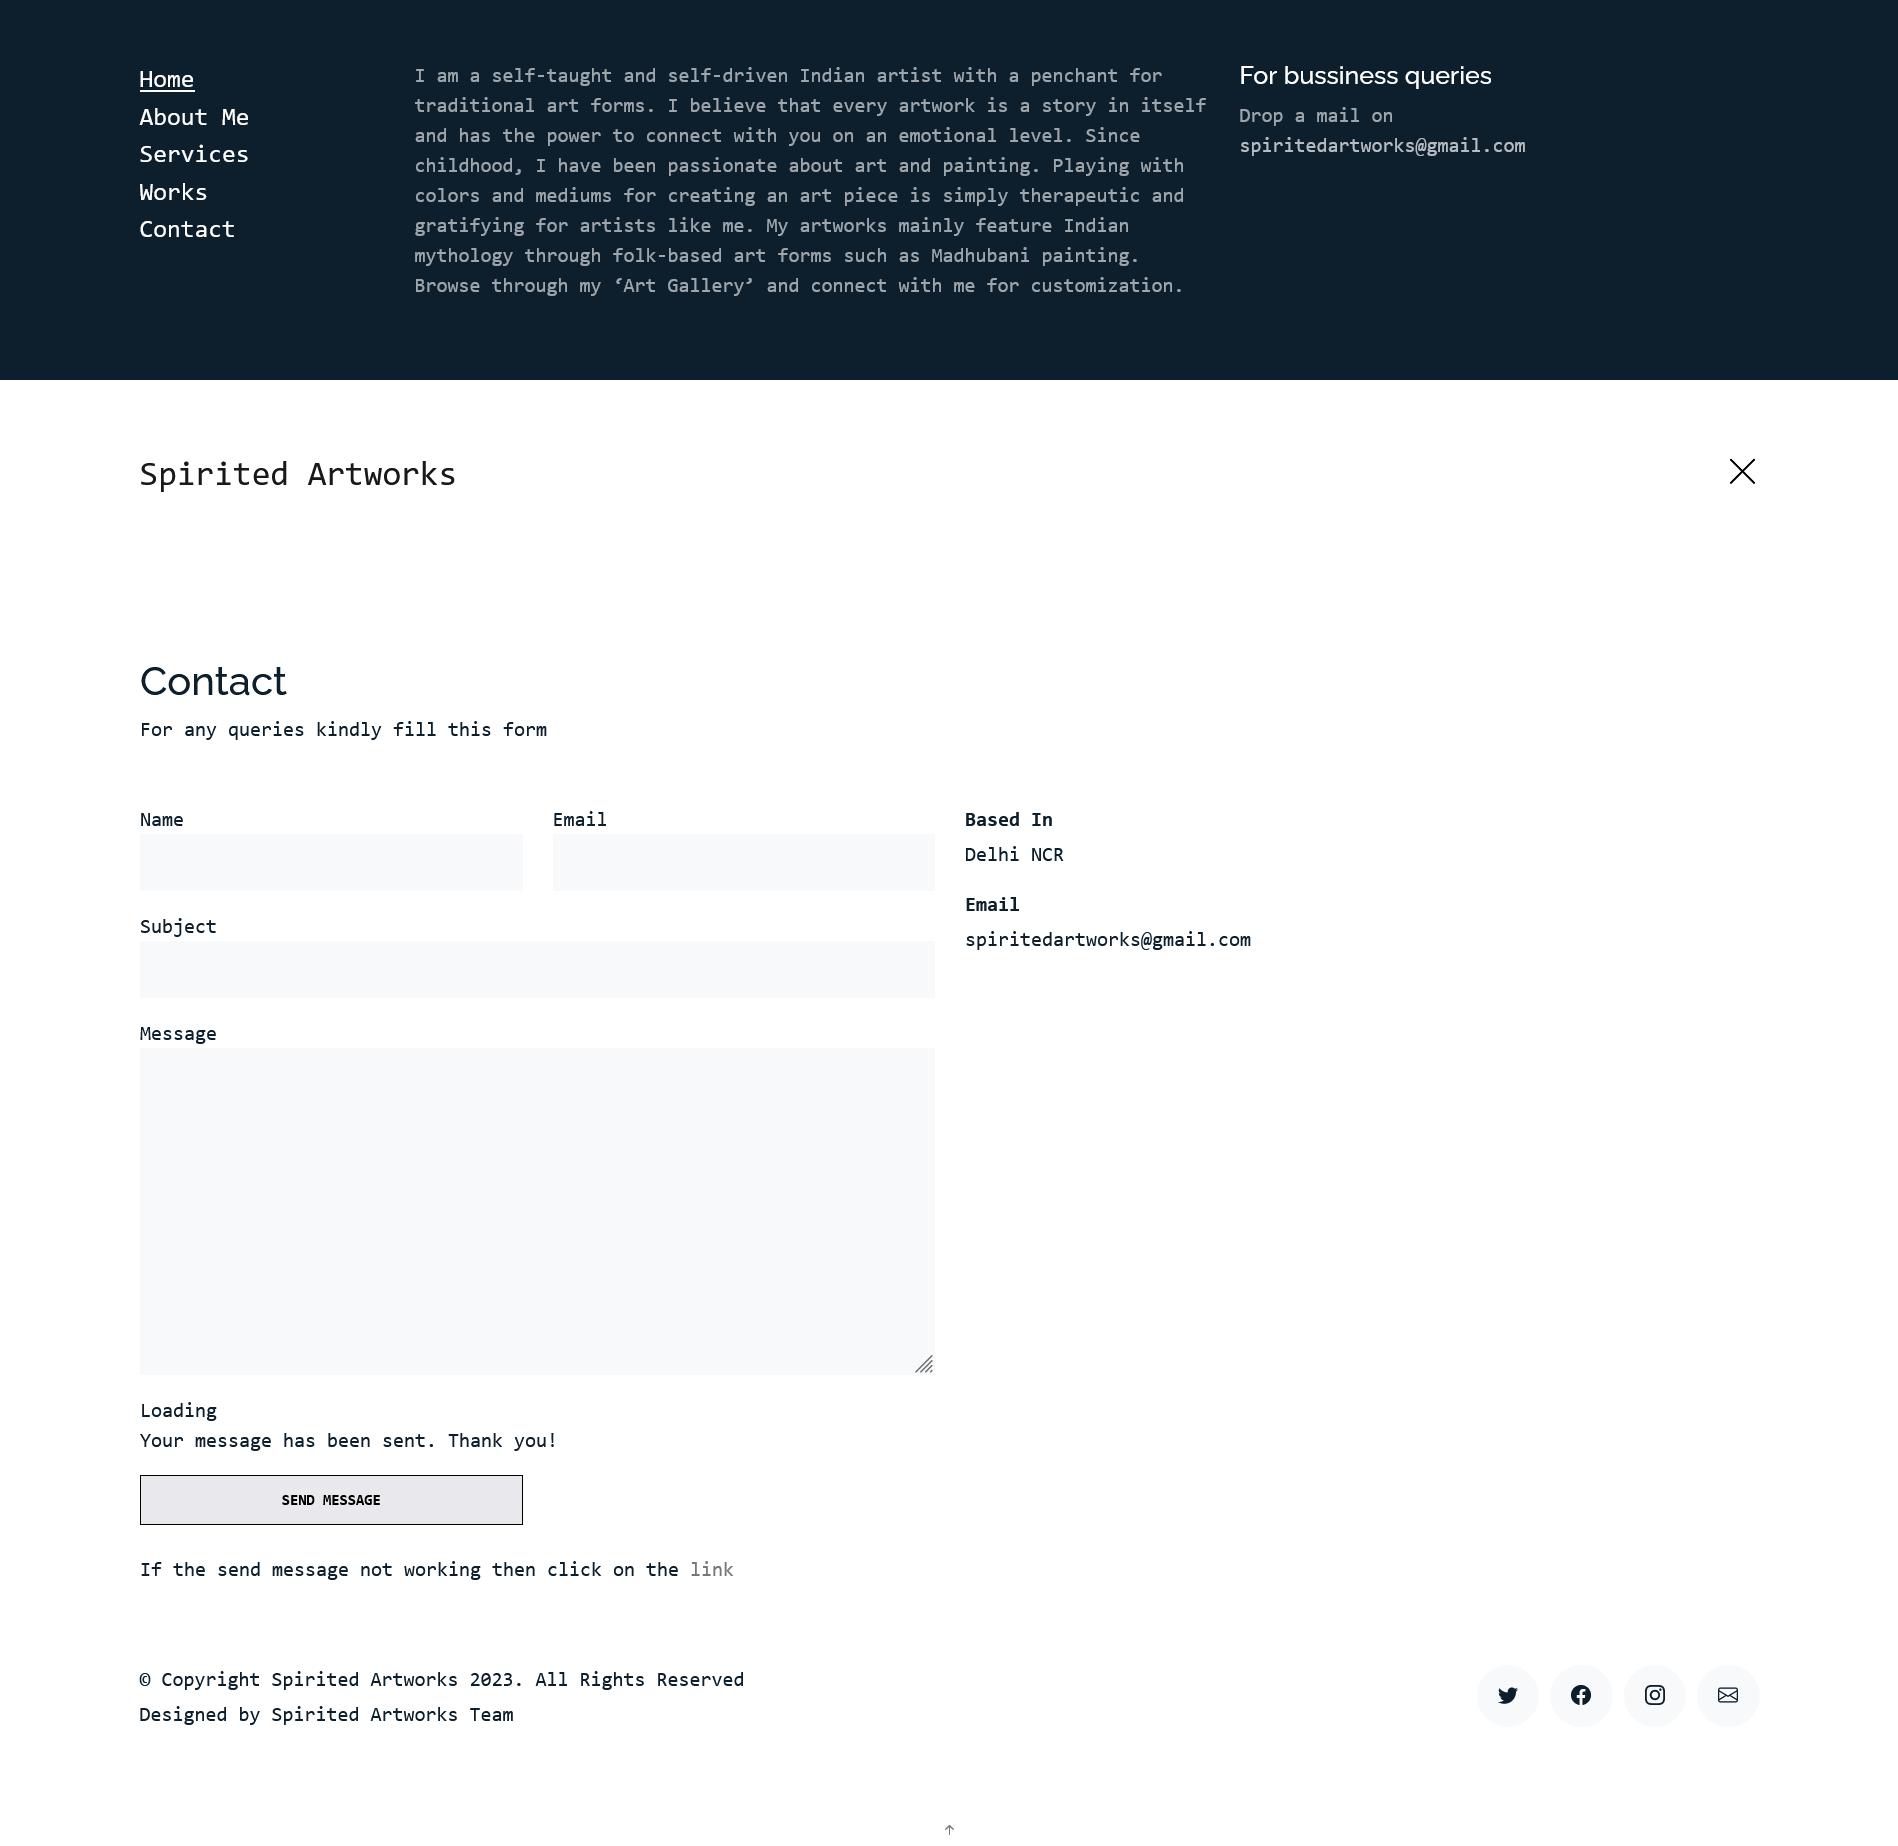 Home
About Me
Services
Works
Contact
I am a self-taught and self-driven Indian artist with a penchant for
traditional art forms. I believe that every artwork is a story in itself
and has the power to connect with you on an emotional level. Since
childhood, I have been passionate about art and painting. Playing with
colors and mediums for creating an art piece is simply therapeutic and
gratifying for artists like me. My artworks mainly feature Indian
mythology through folk-based art forms such as Madhubani painting.
Browse through my ‘Art Gallery’ and connect with me for customization.
For bussiness queries
Drop a mail on
spiritedartworks@gmail.com
Spirited Artworks
Contact
For any queries kindly fill this form
Name
Email
Subject
Message
Loading
Your message has been sent. Thank you!
SEND MESSAGE
If the send message not working then click on the link
Based In
Delhi NCR
Email
spiritedartworks@gmail.com
© Copyright Spirited Artworks 2023. All Rights Reserved
Designed by Spirited Artworks Team